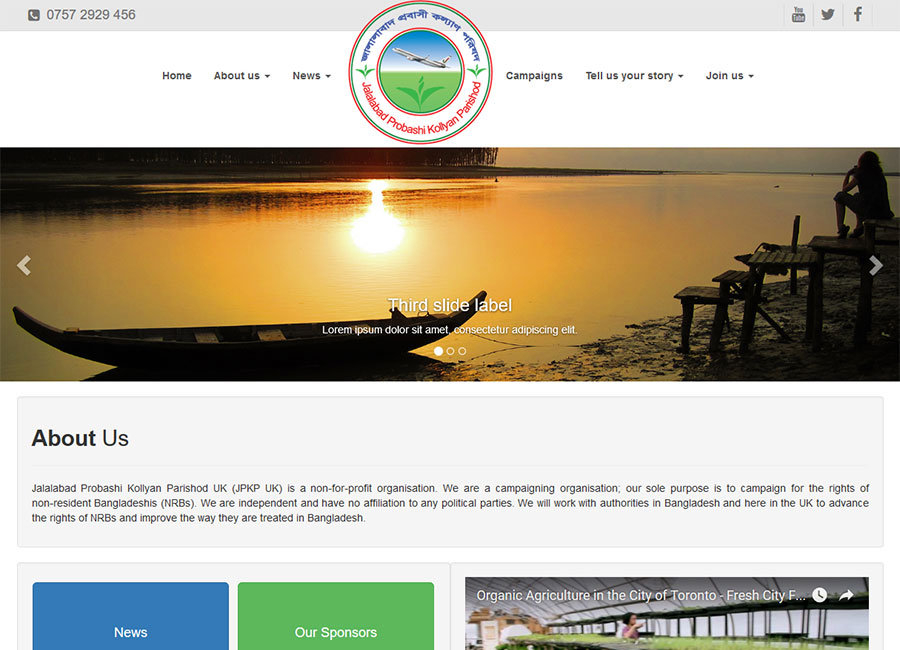 0757 2929 456
You
Tube
Home
About us
News
জালালাবাদ প্রবাসী কল্যাণ পরিষদ
Jalalabad Probashi Kollyan Parishod
Campaigns
Tell us your story
Join us
Third slide label
Lorem ipsum dolor sit amet, consectetur adipiscing elit.
About Us
Jalalabad Probashi Kollyan Parishod UK (JPKP UK) is a non-for-profit organisation. We are a campaigning organisation; our sole purpose is to campaign for the rights of
non-resident Bangladeshis (NRBs). We are independent and have no affiliation to any political parties. We will work with authorities in Bangladesh and here in the UK to advance
the rights of NRBs and improve the way they are treated in Bangladesh.
News
Our Sponsors
Organic Agriculture in the City of Toronto - Fresh City F...